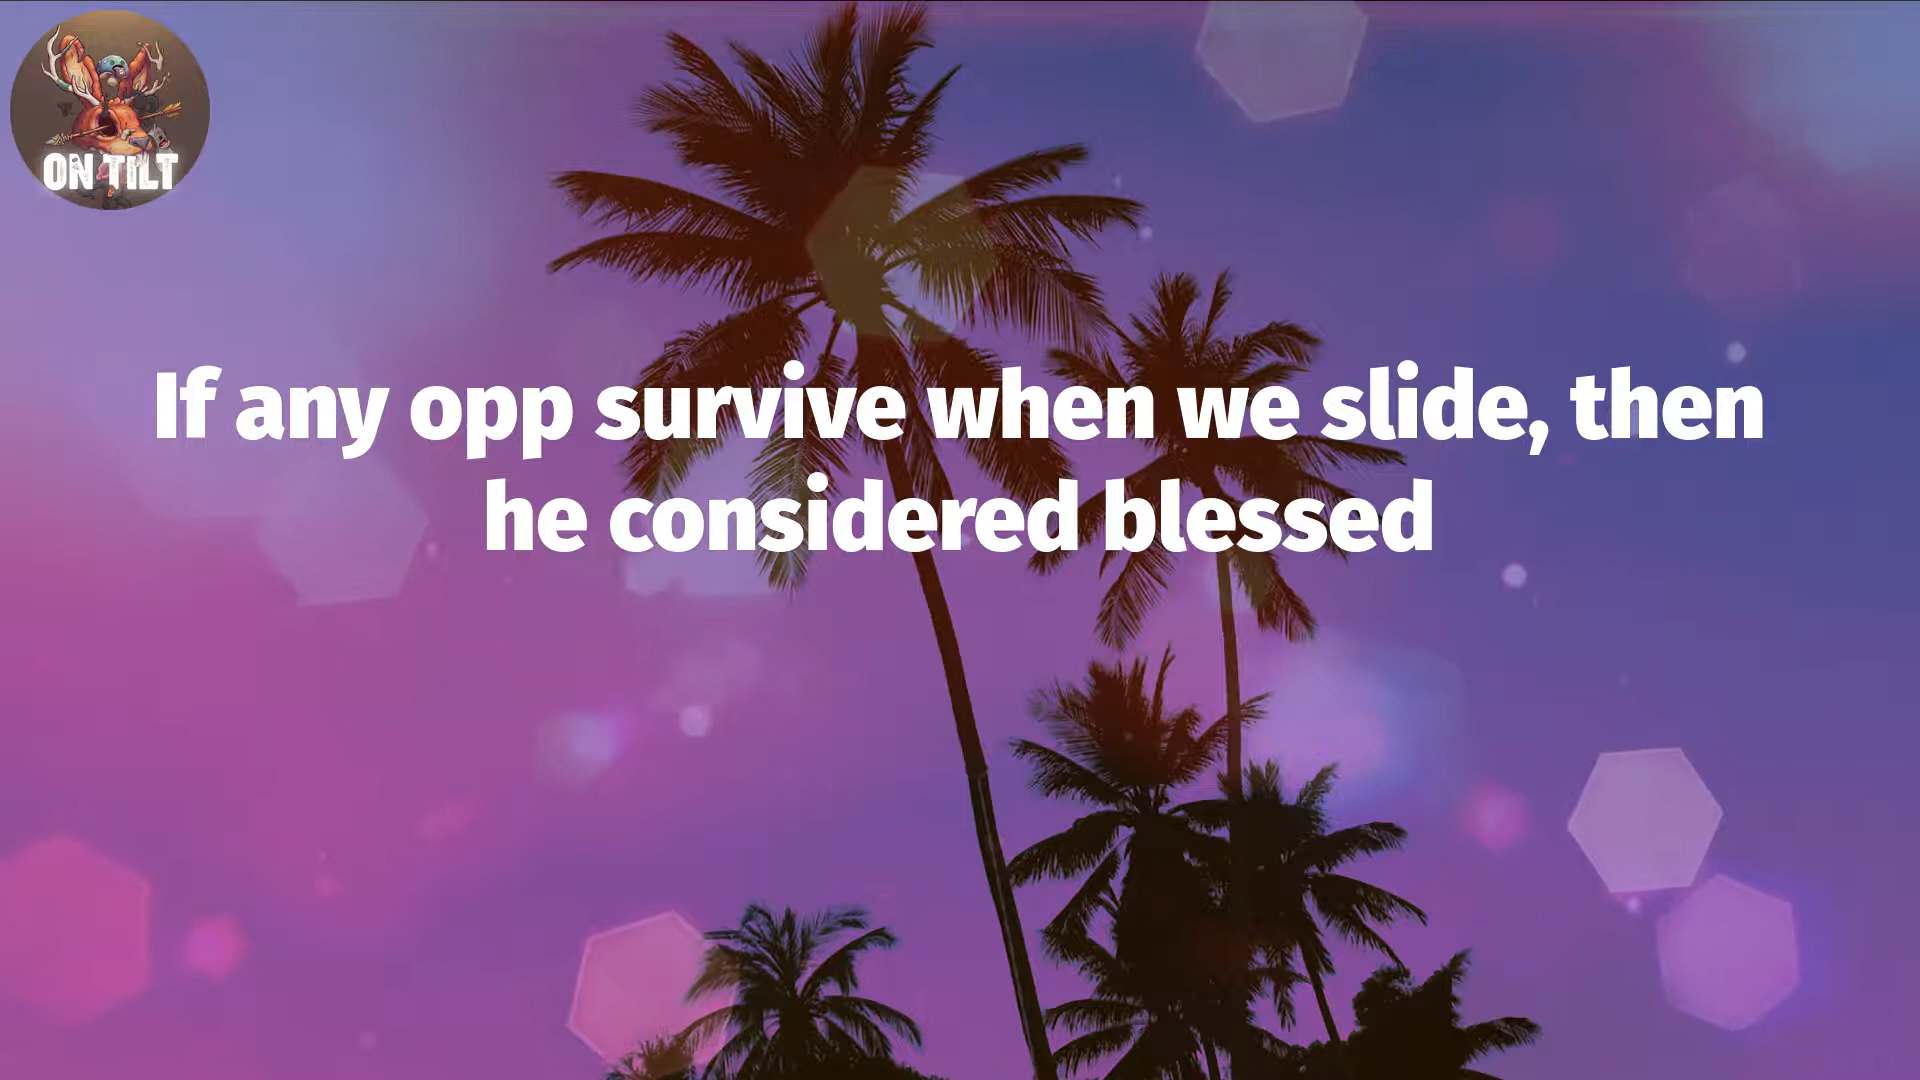 ON TILT
If any opp survive when we slide, then
he considered blessed